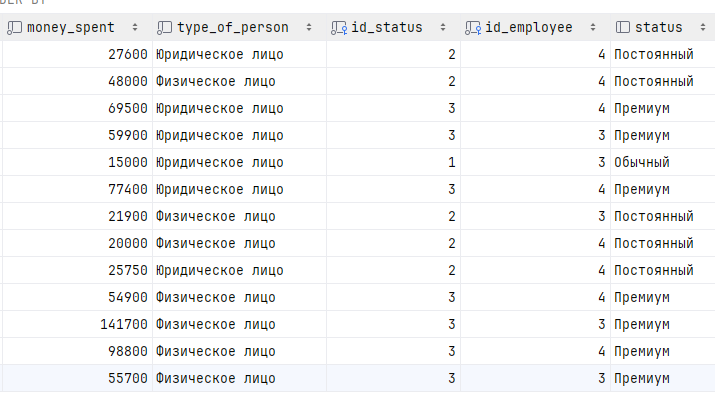 DER BY
money_spent type_of_person id_status id_employee status
27600 Юридическое лицо 2 4 Постоянный
48000 Физическое лицо 2 4 Постоянный
69500 Юридическое лицо 3 4 Премиум
59900 Юридическое лицо 3 3 Премиум
15000 Юридическое лицо 1 3 Обычный
77400 Юридическое лицо 3 4 Премиум
21900 Физическое лицо 2 3 Постоянный
20000 Физическое лицо 2 4 Постоянный
25750 Юридическое лицо 2 4 Постоянный
54900 Физическое лицо 3 4 Премиум
141700 Физическое лицо 3 3 Премиум
98800 Физическое лицо 3 4 Премиум
55700 Физическое лицо 3 3 Премиум